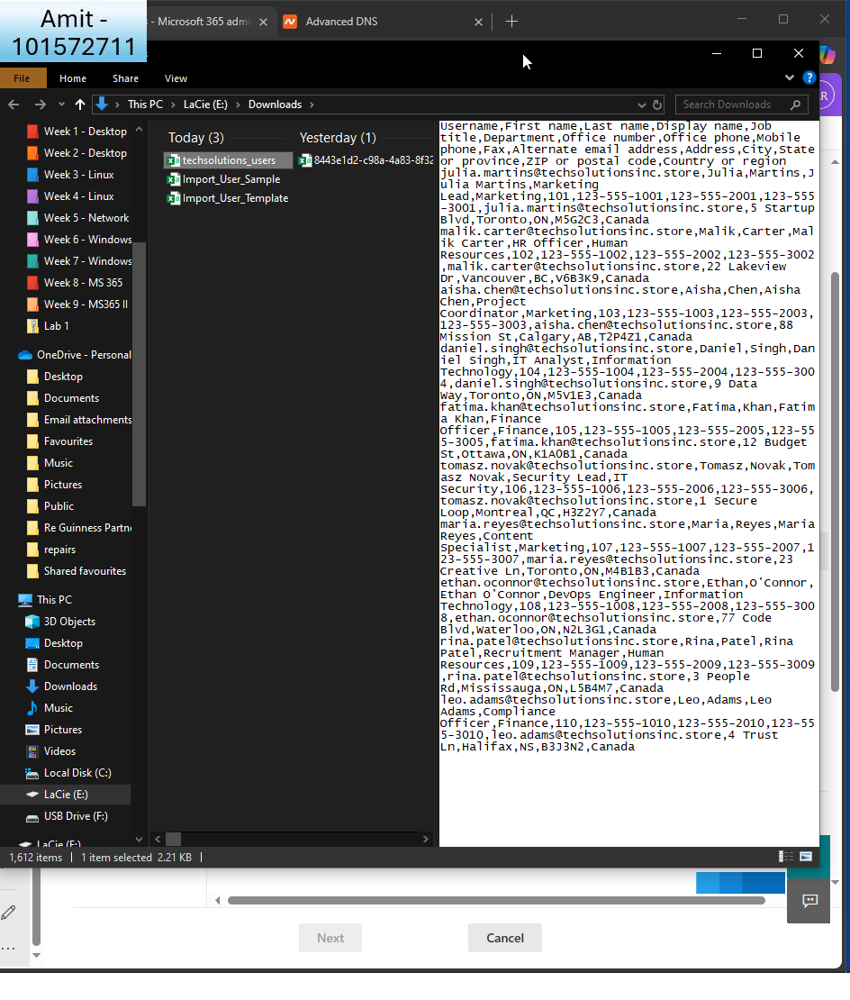 Amit -
101572711
s - Microsoft 365 admi
Advanced DNS
File
Home
Share
View
This PC
LaCie (E:)
Downloads
Search Downloads
Week 1 - Desktop
Week 2 - Desktop
Week 3 - Linux
Week 4 - Linux
Week 5 - Network
Week 6 - Windows
Week 7 - Windows
Week 8 - MS 365
Week 9 - MS365 II
Lab 1
OneDrive - Personal
Desktop
Documents
Email attachments
Favourites
Music
Pictures
Public
Re Guinness Partne
repairs
Shared favourites
This PC
3D Objects
Desktop
Documents
Downloads
Music
Pictures
Videos
Local Disk (C:)
LaCie (E:)
USB Drive (F:)
LaCie (E:)
Today (3)
techsolutions_users
Import_User_Sample
Import_User_Template
Yesterday (1)
8443e1d2-c98a-4a83-8f32
Username,First name,Last name,Display name,Job
title,Department,Office number,Office phone,Mobile
phone,Fax,Alternate email address,Address,City,State
or province,ZIP or postal code,Country or region
julia.martins@techsolutionsinc.store,Julia,Martins,J
ulia Martins,Marketing
Lead,Marketing,101,123-555-1001,123-555-2001,123-555
-3001,julia.martins@techsolutionsinc.store,5 Startup
Blvd,Toronto,ON,M5G2C3,Canada
malik.carter@techsolutionsinc.store,Malik,Carter,Mal
ik Carter,HR Officer,Human
Resources,102,123-555-1002,123-555-2002,123-555-3002
,malik.carter@techsolutionsinc.store,22 Lakeview
Dr,Vancouver,BC,V6B3K9,Canada
aisha.chen@techsolutionsinc.store,Aisha,Chen,Aisha
Chen,Project
Coordinator,Marketing,103,123-555-1003,123-555-2003,
123-555-3003,aisha.chen@techsolutionsinc.store,88
Mission St,Calgary,AB,T2P4Z1,Canada
daniel.singh@techsolutionsinc.store,Daniel,Singh,Dan
iel Singh,IT Analyst,Information
Technology,104,123-555-1004,123-555-2004,123-555-300
4,daniel.singh@techsolutionsinc.store,9 Data
Way,Toronto,ON,M5V1E3,Canada
fatima.khan@techsolutionsinc.store,Fatima,Khan,Fatim
a Khan,Finance
Officer,Finance,105,123-555-1005,123-555-2005,123-55
5-3005,fatima.khan@techsolutionsinc.store,12 Budget
St,Ottawa,ON,K1A0B1,Canada
tomasz.novak@techsolutionsinc.store,Tomasz,Novak,Tom
asz Novak,Security Lead,IT
Security,106,123-555-1006,123-555-2006,123-555-3006,
tomasz.novak@techsolutionsinc.store,1 Secure
Loop,Montreal,QC,H3Z2Y7,Canada
maria.reyes@techsolutionsinc.store,Maria,Reyes,Maria
Reyes,Content
Specialist,Marketing,107,123-555-1007,123-555-2007,1
23-555-3007,maria.reyes@techsolutionsinc.store,23
Creative Ln,Toronto,ON,M4B1B3,Canada
ethan.oconnor@techsolutionsinc.store,Ethan,O'Connor,
Ethan O'Connor,DevOps Engineer,Information
Technology,108,123-555-1008,123-555-2008,123-555-300
8,ethan.oconnor@techsolutionsinc.store,77 Code
Blvd,Waterloo,ON,N2L3G1,Canada
rina.patel@techsolutionsinc.store,Rina,Patel,Rina
Patel,Recruitment Manager,Human
Resources,109,123-555-1009,123-555-2009,123-555-3009
,rina.patel@techsolutionsinc.store,3 People
Rd,Mississauga,ON,L5B4M7,Canada
leo.adams@techsolutionsinc.store,Leo,Adams,Leo
Adams,Compliance
Officer,Finance,110,123-555-1010,123-555-2010,123-55
5-3010,leo.adams@techsolutionsinc.store,4 Trust
Ln,Halifax,NS,B3J3N2,Canada
R
1,612 items
1 item selected 2.21 KB
Next
Cancel